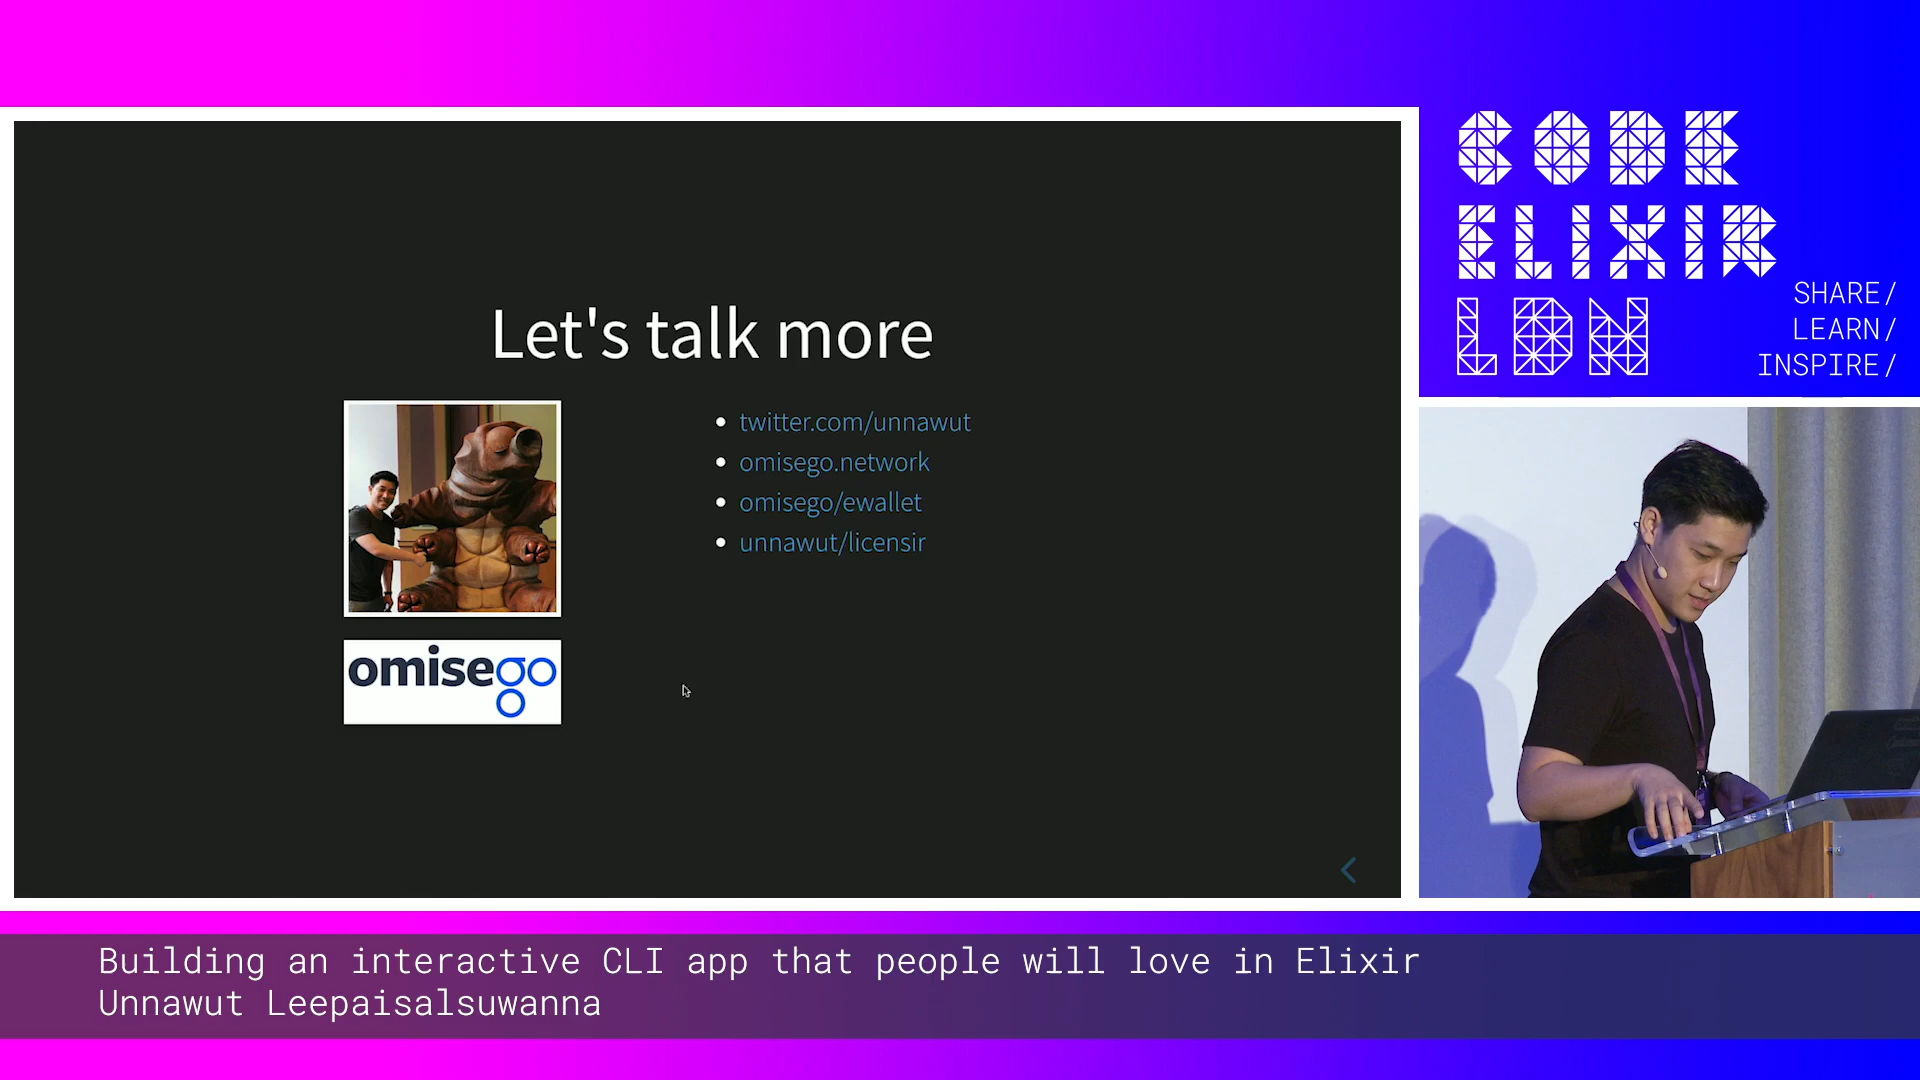 CODE
ELIXIR
LDN
SHARE/
LEARN/
INSPIRE/
Let's talk more
twitter.com/unnawut
omisego.network
omisego/ewallet
unnawut/licensir
omisego
Building an interactive CLI app that people will love in Elixir
Unnawut Leepaisalsuwanna